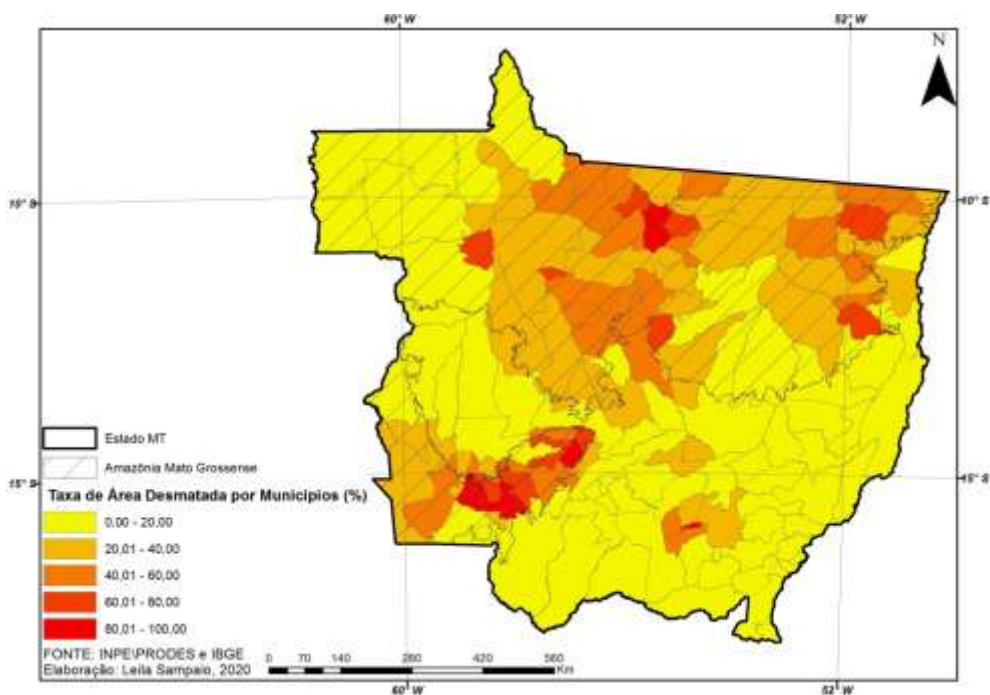 60° W
52° W
N
10° S
10° S
15° S
15° S
Estado MT
Amazônia Mato Grossense
Taxa de Área Desmatada por Municípios (%)
0,00 - 20,00
20,01 - 40,00
40,01 - 60,00
60,01 - 80,00
80,01 - 100,00
FONTE: INPE\PRODES e IBGE
Elaboração: Leila Sampaio, 2020
0 70 140 280 420 560
Km
60° W
52° W